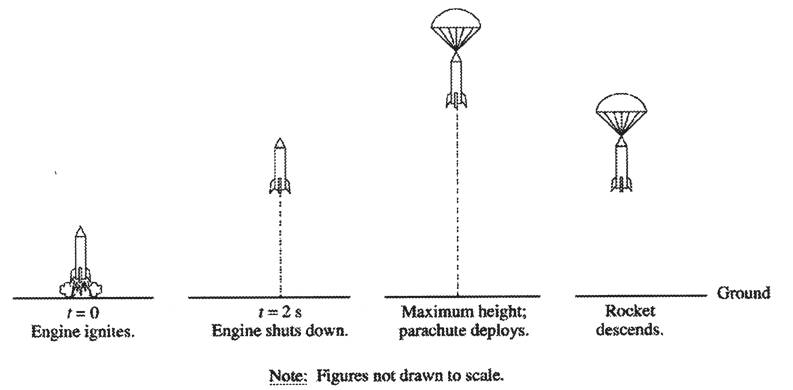 Ground
t = 0
Engine ignites.
t = 2 s
Engine shuts down.
Maximum height;
parachute deploys.
Rocket
descends.
Note: Figures not drawn to scale.